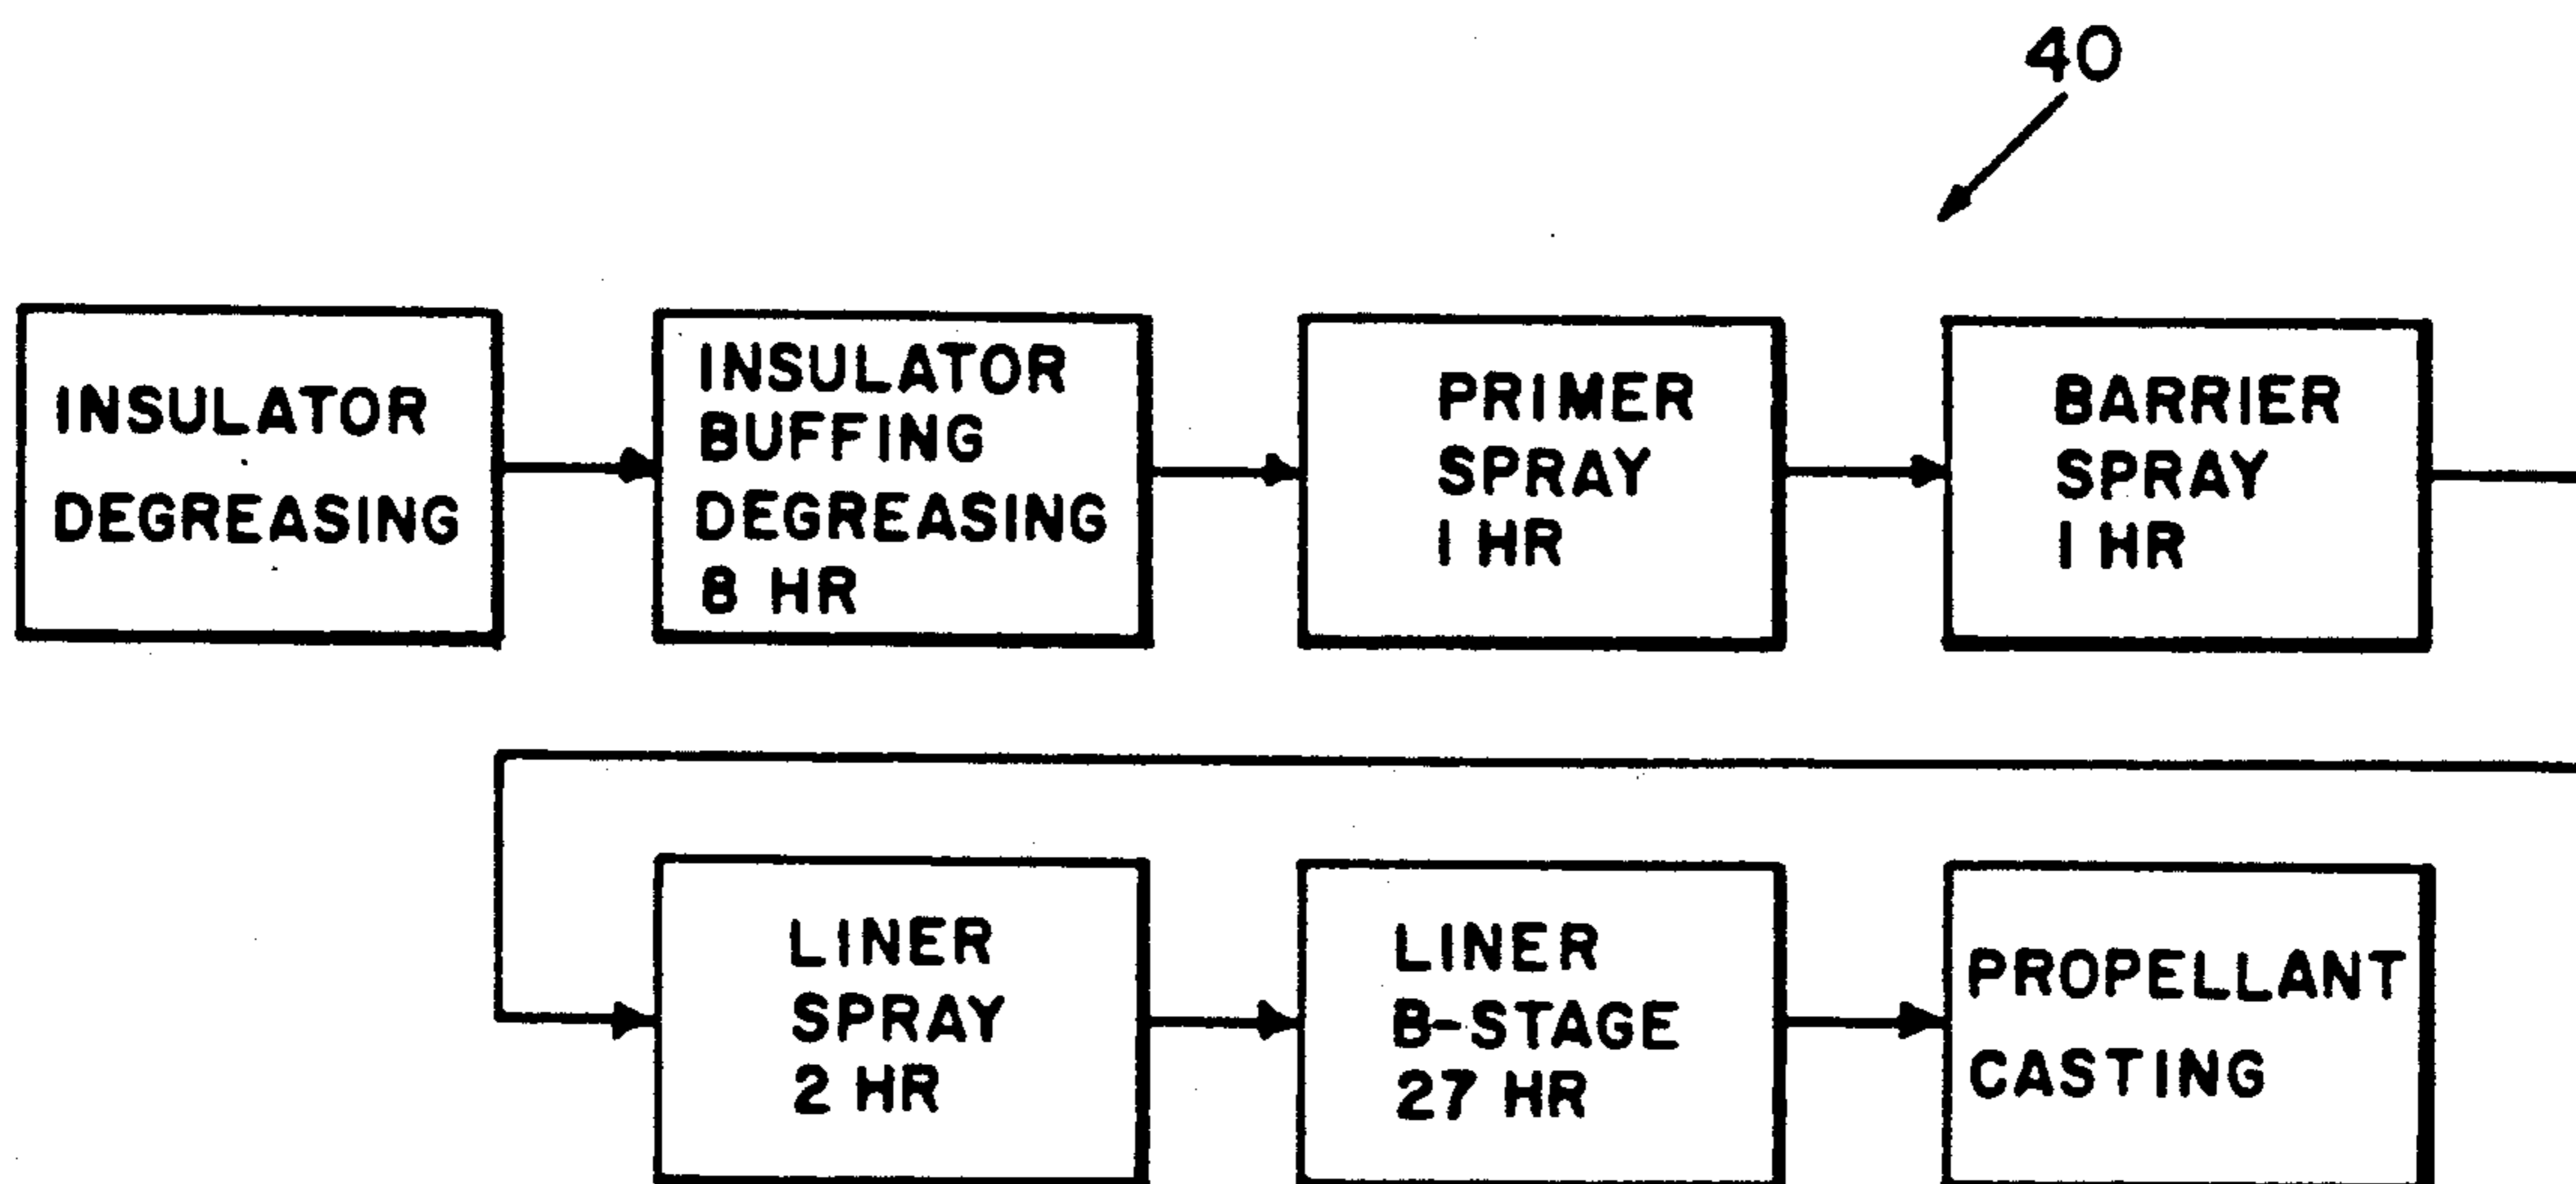 40
INSULATOR
DEGREASING
INSULATOR
BUFFING
DEGREASING
8 HR
PRIMER
SPRAY
1 HR
BARRIER
SPRAY
1 HR
LINER
SPRAY
2 HR
LINER
B-STAGE
27 HR
PROPELLANT
CASTING